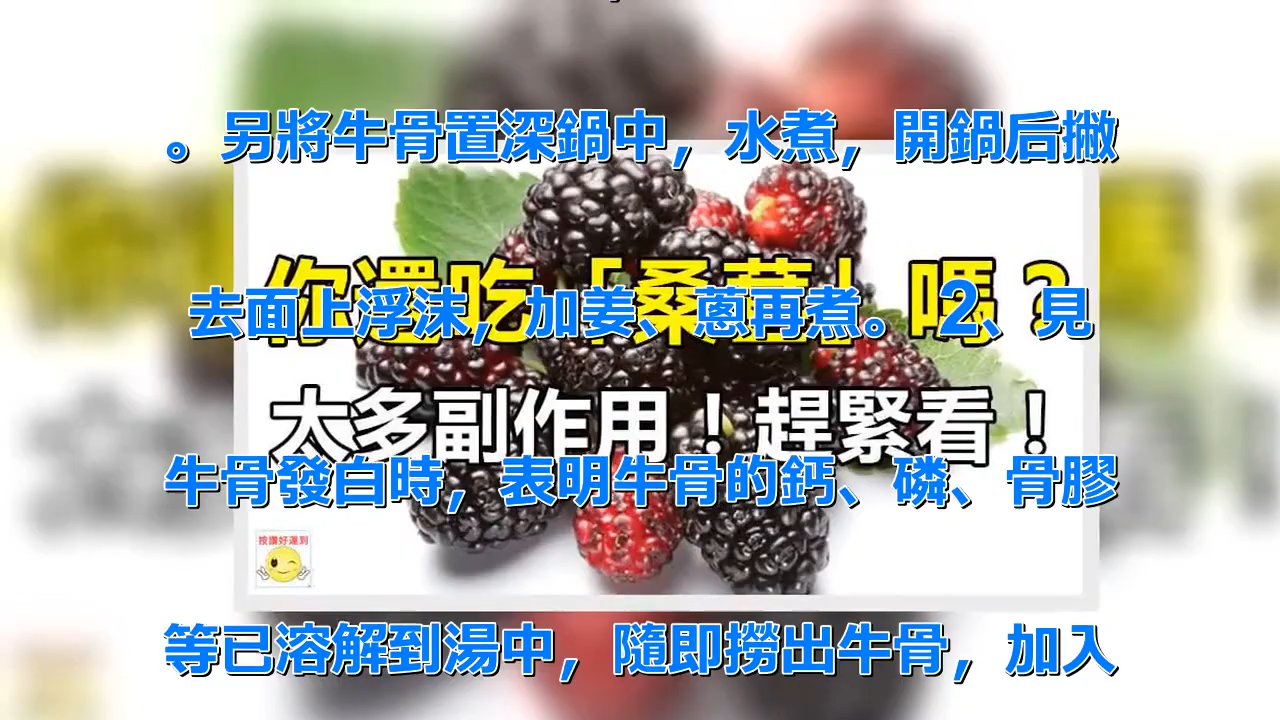 。另將牛骨置深鍋中，水煮，開鍋后撇
你還吃「桑葚」嗎？
去面上浮沫，加姜、蔥再煮。 2、見
太多副作用！趕緊看！
牛骨發白時，表明牛骨的鈣、磷、骨膠
按讚好運到
等已溶解到湯中，隨即撈出牛骨，加入